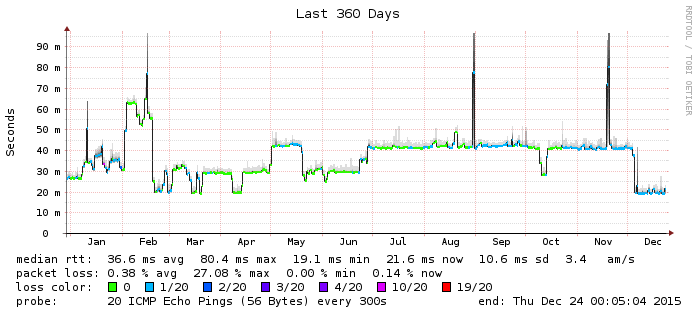 Last 360 Days
RRDTOOL / TOBI OETIKER
Seconds
90 m
80 m
70 m
60 m
50 m
40 m
30 m
20 m
10 m
0
Jan Feb Mar Apr May Jun Jul Aug Sep Oct Nov Dec
median rtt: 36.6 ms avg 80.4 ms max 19.1 ms min 21.6 ms now 10.6 ms sd 3.4 am/s
packet loss: 0.38 % avg 27.08 % max 0.00 % min 0.14 % now
loss color: 0 1/20 2/20 3/20 4/20 10/20 19/20
probe: 20 ICMP Echo Pings (56 Bytes) every 300s end: Thu Dec 24 00:05:04 2015